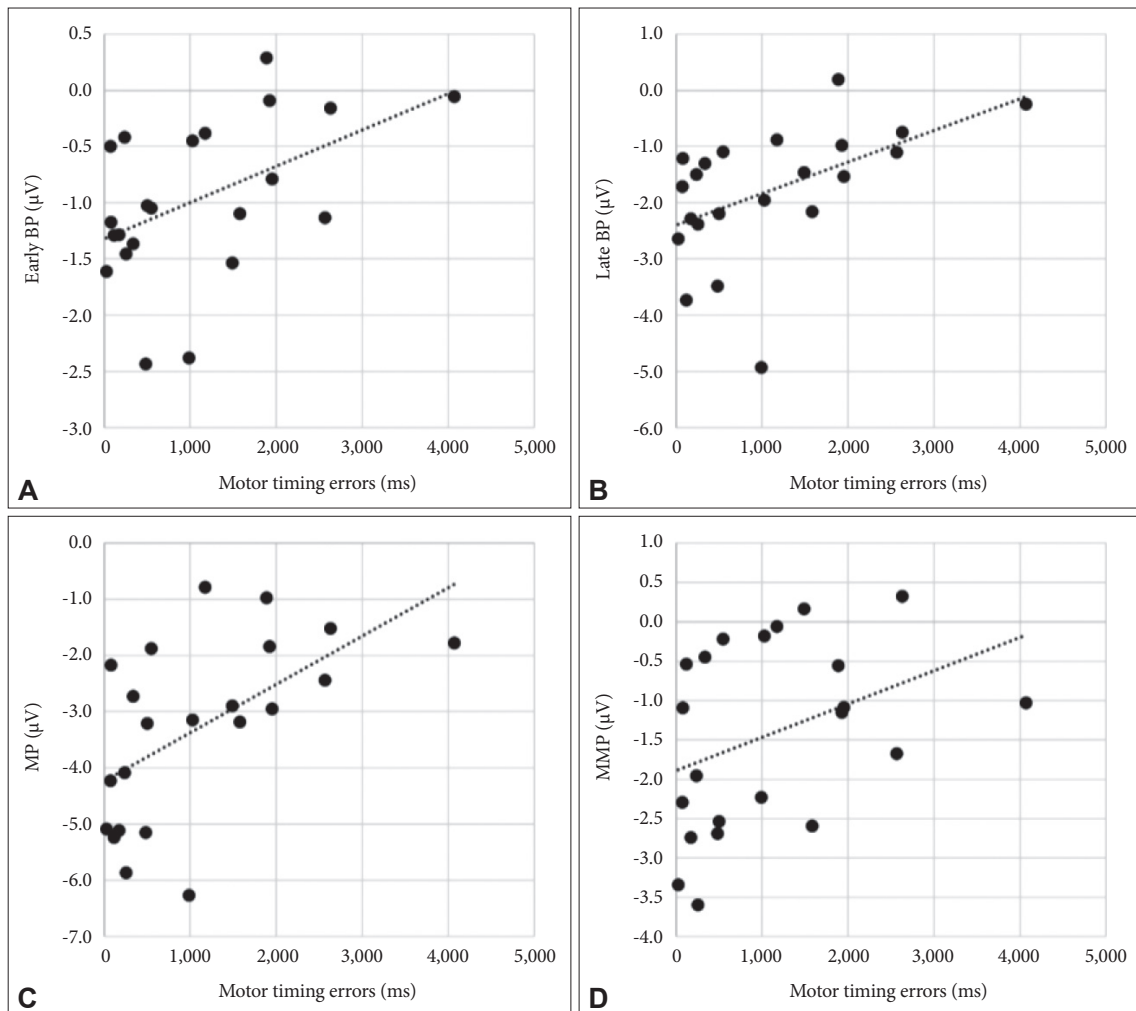 0.5
0.0
-0.5
-1.0
-1.5
-2.0
-2.5
-3.0
Early BP (μV)
0 1,000 2,000 3,000 4,000 5,000
Motor timing errors (ms)
A
1.0
0.0
-1.0
-2.0
-3.0
-4.0
-5.0
-6.0
Late BP (μV)
0 1,000 2,000 3,000 4,000 5,000
Motor timing errors (ms)
B
0.0
-1.0
-2.0
-3.0
-4.0
-5.0
-6.0
-7.0
MP (μV)
0 1,000 2,000 3,000 4,000 5,000
Motor timing errors (ms)
C
1.0
0.5
0.0
-0.5
-1.0
-1.5
-2.0
-2.5
-3.0
-3.5
-4.0
MMP (μV)
0 1,000 2,000 3,000 4,000 5,000
Motor timing errors (ms)
D